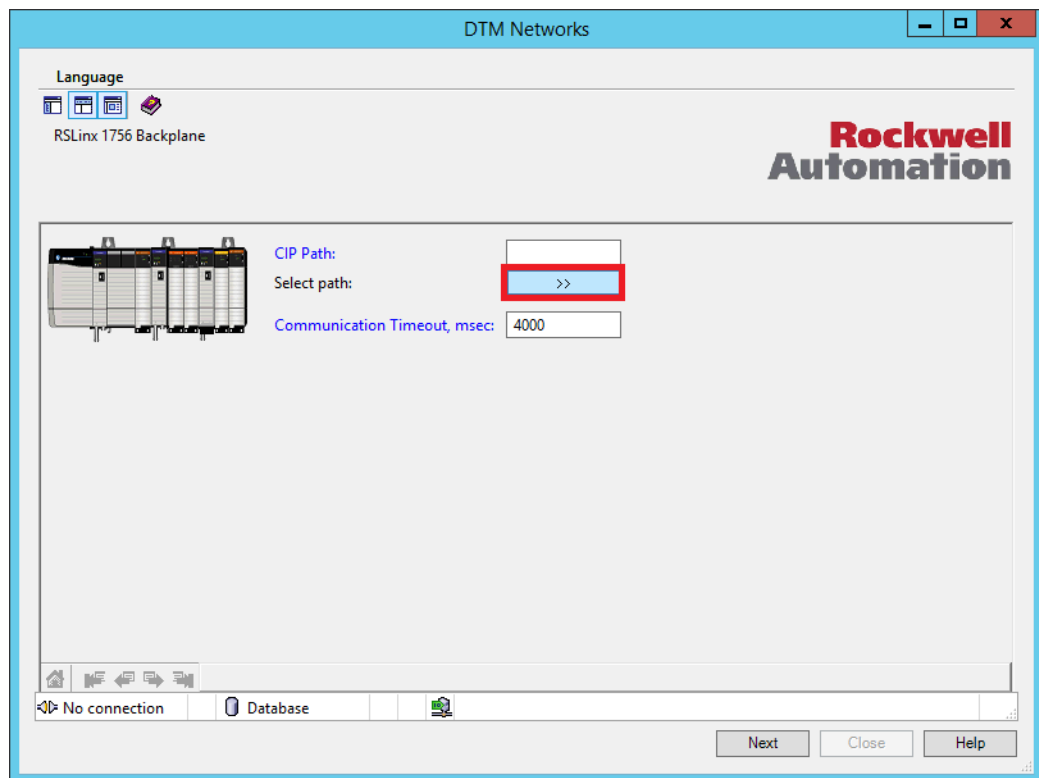 DTM Networks
Language
RSLinx 1756 Backplane
Rockwell
Automation
CIP Path:
Select path: >>
Communication Timeout, msec: 4000
No connection Database
Next Close Help